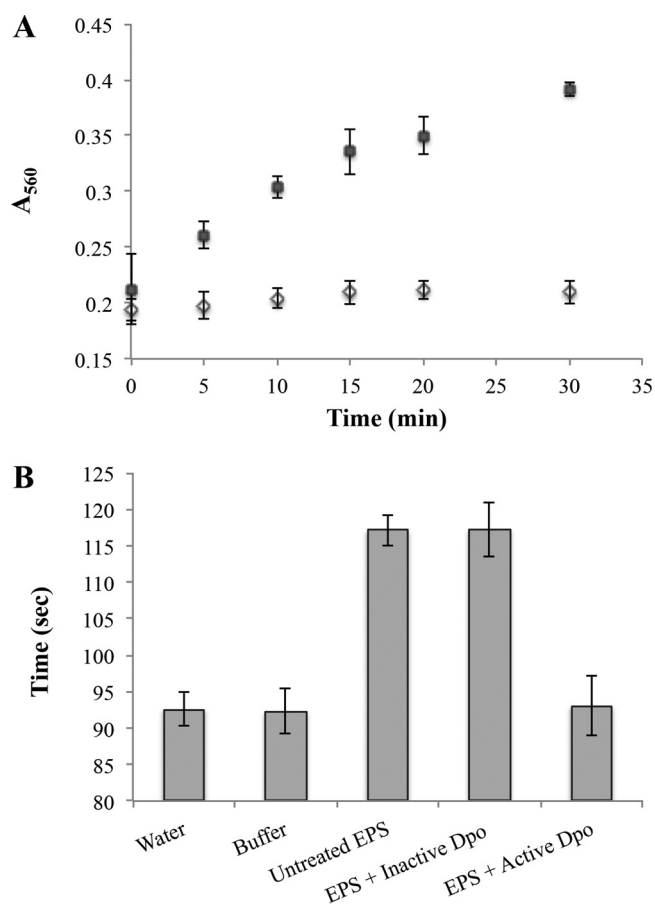 A
0.45
0.4
0.35
0.3
0.25
0.2
0.15
A560
0 5 10 15 20 25 30 35
Time (min)
B
125
120
115
110
105
100
95
90
85
80
Time (sec)
Water
Buffer
Untreated EPS
EPS + Inactive Dpo
EPS + Active Dpo